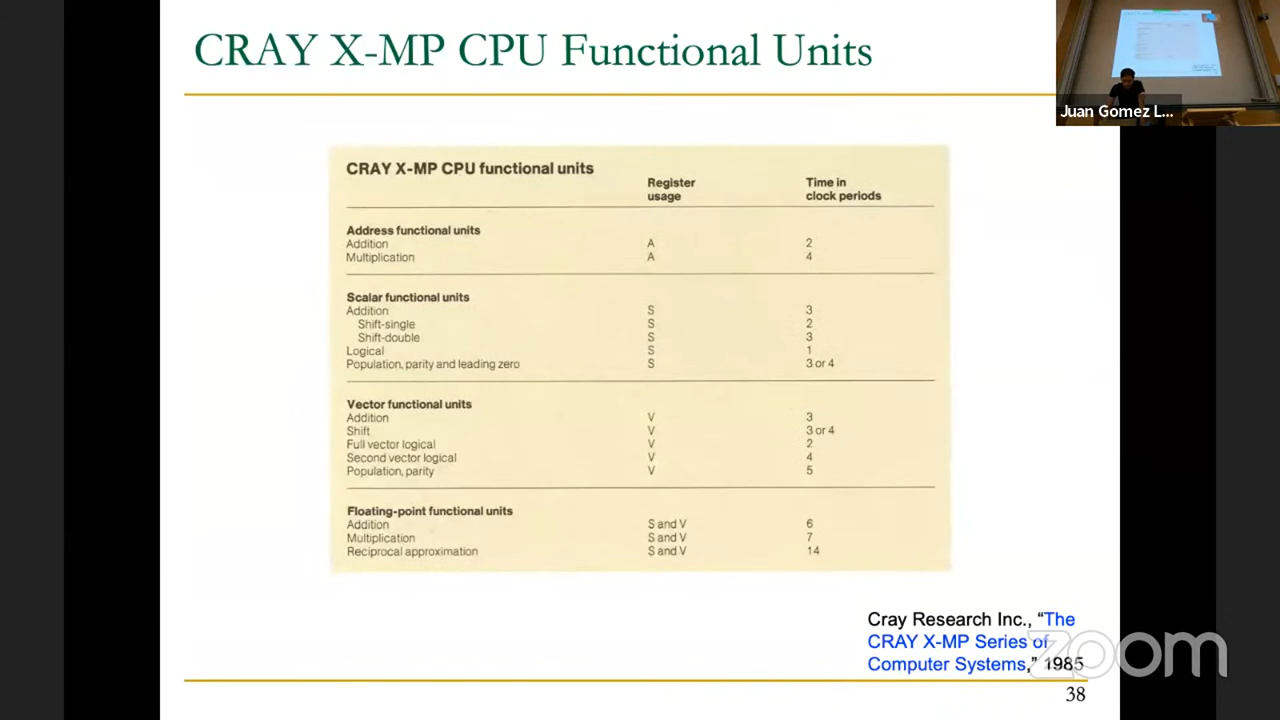 CRAY X-MP CPU Functional Units
Juan Gomez L...
CRAY X-MP CPU functional units
Register usage
Time in clock periods
Address functional units
Addition A 2
Multiplication A 4
Scalar functional units
Addition S 3
Shift-single S 2
Shift-double S 3
Logical S 1
Population, parity and leading zero S 3 or 4
Vector functional units
Addition V 3
Shift V 3 or 4
Full vector logical V 2
Second vector logical V 4
Population, parity V 5
Floating-point functional units
Addition S and V 6
Multiplication S and V 7
Reciprocal approximation S and V 14
Cray Research Inc., “The
CRAY X-MP Series of
Computer Systems,” 1985
zoom
38